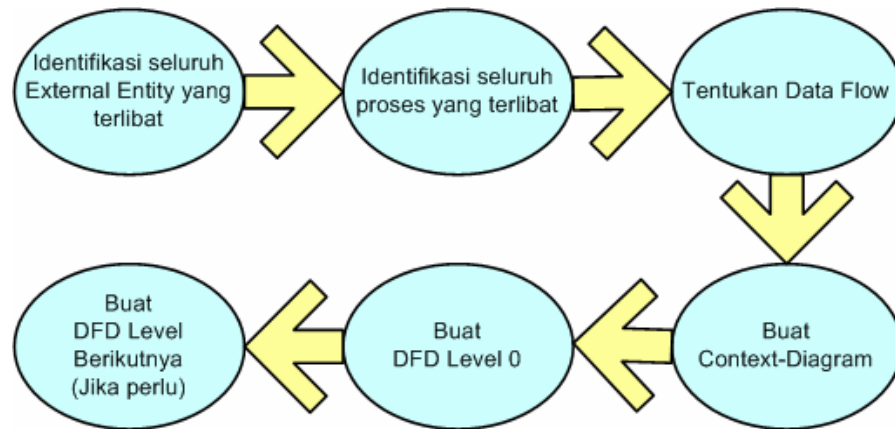 Identifikasi seluruh
External Entity yang
terlibat
Identifikasi seluruh
proses yang terlibat
Tentukan Data Flow
Buat
Context-Diagram
Buat
DFD Level 0
Buat
DFD Level
Berikutnya
(Jika perlu)